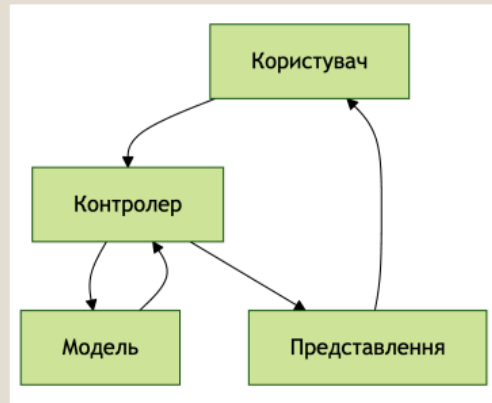 Користувач
Контролер
Модель
Представлення